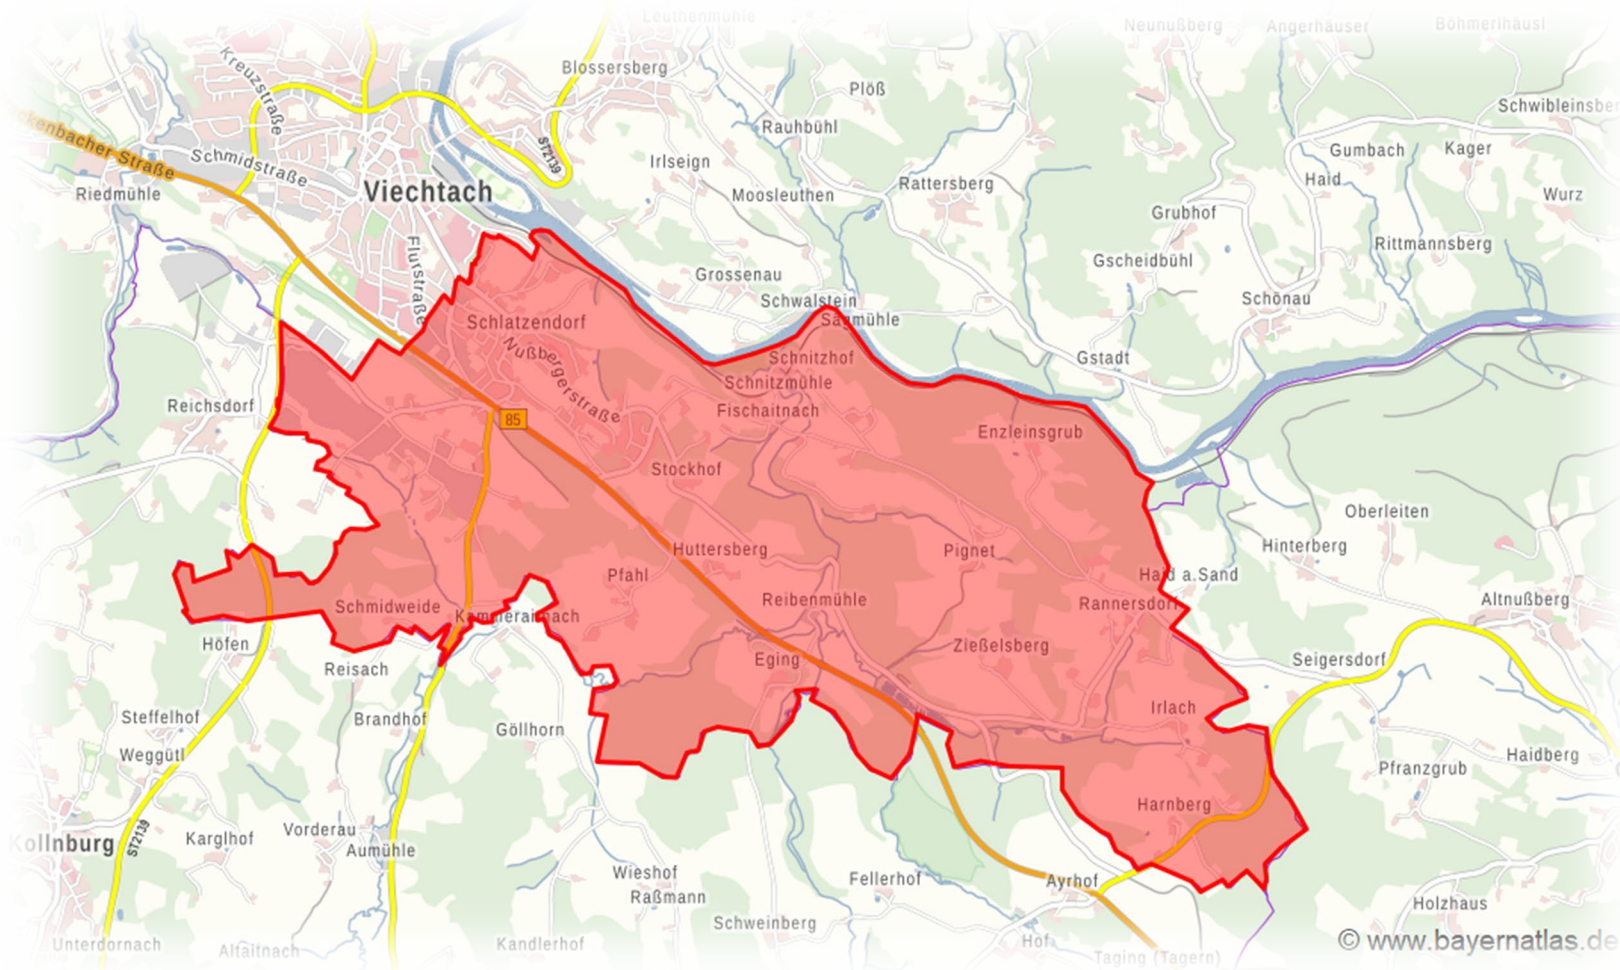 Leuthenmühle
Neunußberg
Angerhäuser
Böhmerlhäusl
Kreuzstraße
Blossersberg
Plöß
Schwibleinsber
ckenbacher Straße
Schmidstraße
ST2139
Rauhbühl
Irlseign
Gumbach
Kager
Riedmühle
Viechtach
Moosleuthen
Rattersberg
Haid
Wurz
Grubhof
Flurstraße
Rittmannsberg
Grossenau
Gscheidbühl
Schwalstein
Schönau
Schlatzendorf
Sägmühle
Nußbergerstraße
Schnitzhof
Gstadt
Schnitzmühle
Reichsdorf
Fischaitnach
85
Enzleinsgrub
Stockhof
Oberleiten
Huttersberg
Pignet
Hinterberg
Pfahl
Haid a.Sand
Schmidweide
Kammeraitnach
Reibenmühle
Rannersdorf
Altnußberg
Höfen
Eging
Zießelsberg
Seigersdorf
Reisach
Steffelhof
Brandhof
Göllhorn
Irlach
Weggütl
Haidberg
Pfranzgrub
Harnberg
Kollnburg
ST2139
Karglhof
Vorderau
Aumühle
Wieshof
Raßmann
Fellerhof
Ayrhof
Holzhaus
Schweinberg
Unterdornach
Altaitnach
Kandlerhof
Hof
Taging (Tagern)
© www.bayernatlas.de